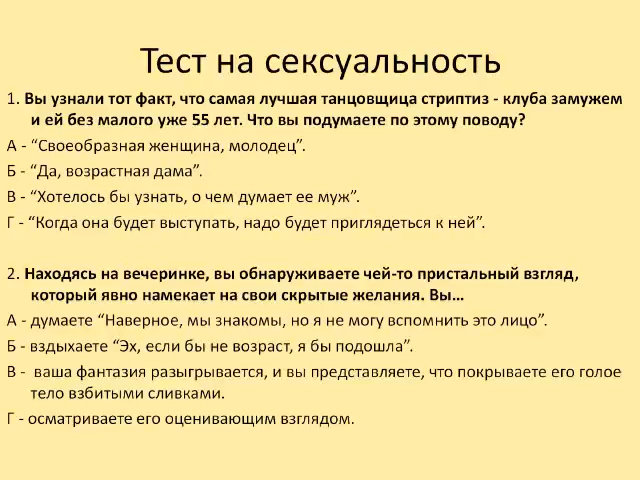 Тест на сексуальность
1. Вы узнали тот факт, что самая лучшая танцовщица стриптиз - клуба замужем
и ей без малого уже 55 лет. Что вы подумаете по этому поводу?
А - “Своеобразная женщина, молодец”.
Б - “Да, возрастная дама”.
В - “Хотелось бы узнать, о чем думает ее муж”.
Г - “Когда она будет выступать, надо будет приглядеться к ней”.
2. Находясь на вечеринке, вы обнаруживаете чей-то пристальный взгляд,
который явно намекает на свои скрытые желания. Вы…
А - думаете “Наверное, мы знакомы, но я не могу вспомнить это лицо”.
Б - вздыхаете “Эх, если бы не возраст, я бы подошла”.
В - ваша фантазия разыгрывается, и вы представляете, что покрываете его голое
тело взбитыми сливками.
Г - осматриваете его оценивающим взглядом.